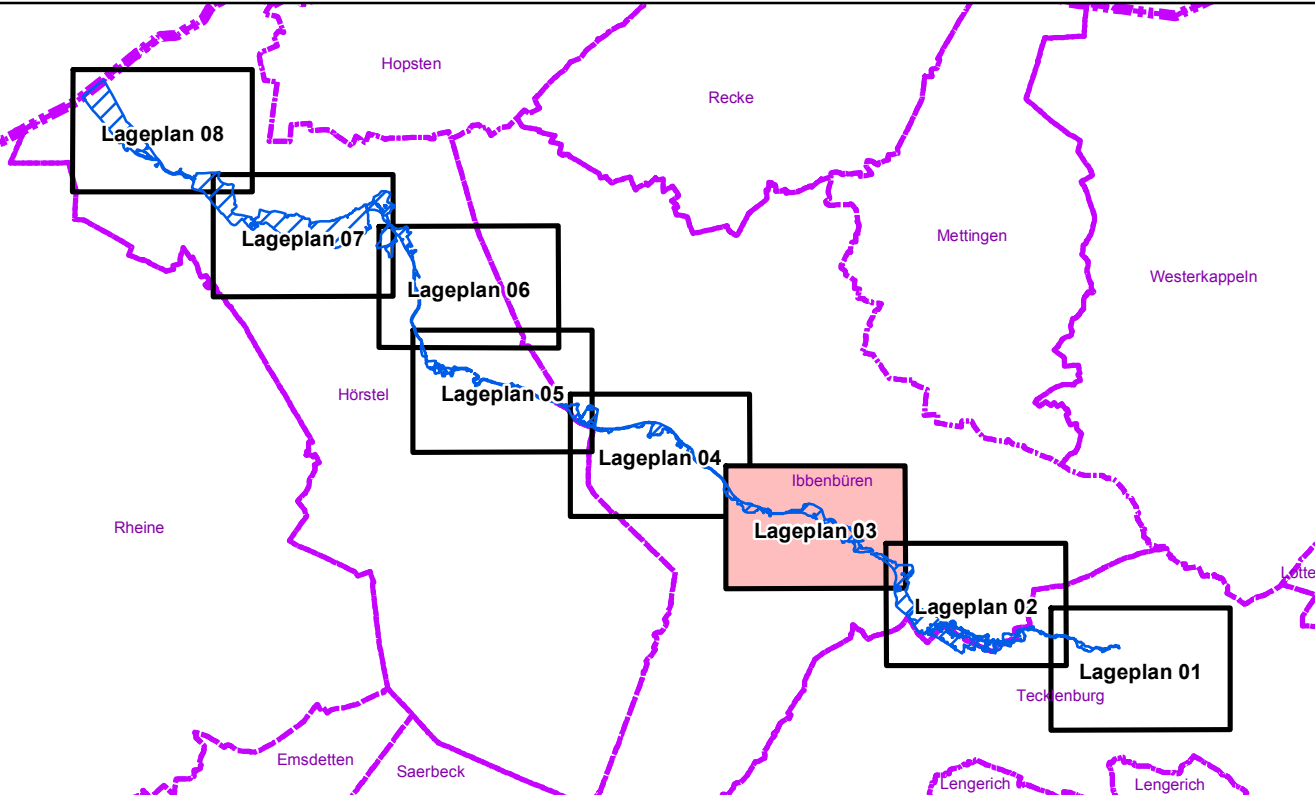 Hopsten
Recke
Lageplan 08
Mettingen
Lageplan 07
Westerkappeln
Lageplan 06
Hörstel
Lageplan 05
Lageplan 04
Ibbenbüren
Rheine
Lageplan 03
Lotte
Lageplan 02
Lageplan 01
Tecklenburg
Emsdetten
Saerbeck
Lengerich
Lengerich